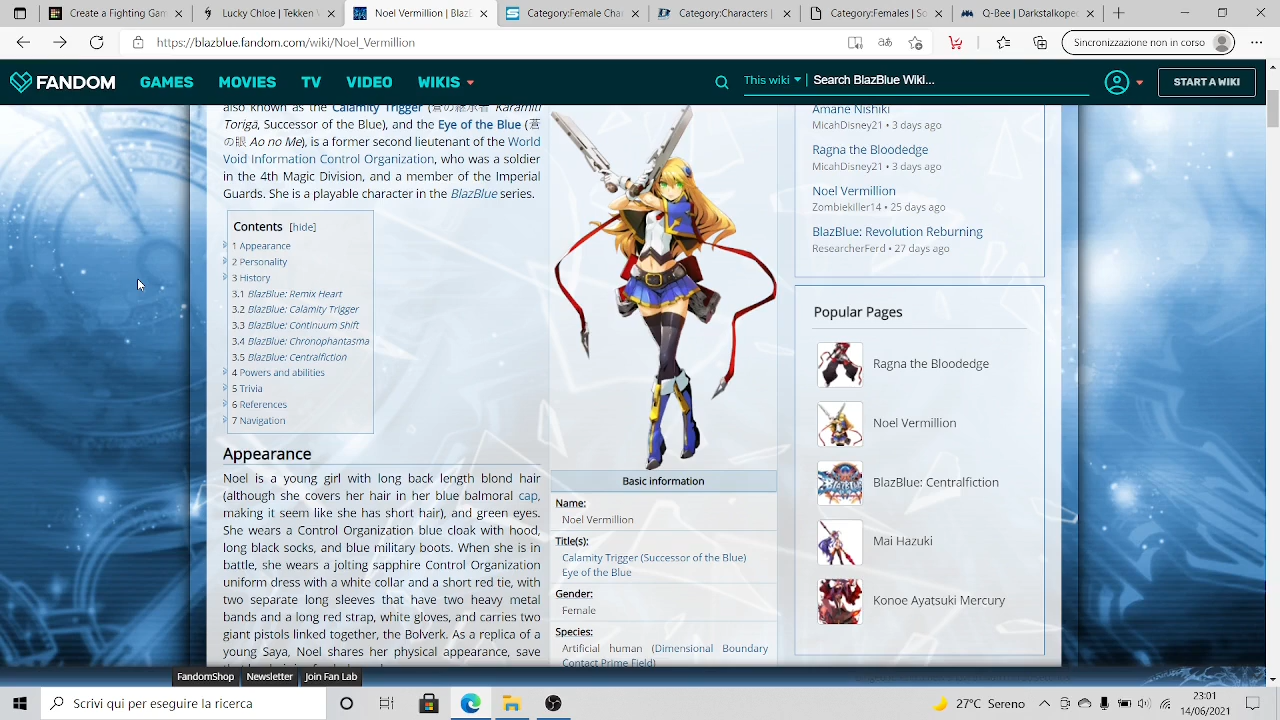 Create a Fighting Gam
Lucky Chloe | Tekken \
Noel Vermillion | Blaz
Category:Female Cha
Category:Characters |
Category:Females | So
Q-Bee | Darkstalkers
https://blazblue.fandom.com/wiki/Noel_Vermillion
Sincronizzazione non in corso
FANDOM
GAMES
MOVIES
TV
VIDEO
WIKIS
This wiki
Search BlazBlue Wiki...
START A WIKI
also known as the Calamity Trigger (蒼の継承者 Karamiti
Toriga, Successor of the Blue), and the Eye of the Blue (蒼
の眼 Ao no Me), is a former second lieutenant of the World
Void Information Control Organization, who was a soldier
in the 4th Magic Division, and a member of the Imperial
Guards. She is a playable character in the BlazBlue series.
Contents [hide]
1 Appearance
2 Personality
3 History
3.1 BlazBlue: Remix Heart
3.2 BlazBlue: Calamity Trigger
3.3 BlazBlue: Continuum Shift
3.4 BlazBlue: Chronophantasma
3.5 BlazBlue: Centralfiction
4 Powers and abilities
5 Trivia
6 References
7 Navigation
Appearance
Noel is a young girl with long back length blond hair
(although she covers her hair in her blue balmoral cap,
making it seem like she has short hair), and green eyes.
She wears a Control Organization blue cloak with hood,
long black socks, and blue military boots. When she is in
battle, she wears a jolting sapphire Control Organization
uniform dress with a white collar and a short red tie, with
two separate long sleeves that have two heavy metal
bands and a long red strap, white gloves, and carries two
giant pistols linked together, the Bolverk. As a replica of a
young Saya, Noel shares her physical appearance, save
Basic information
Name:
Noel Vermillion
Title(s):
Calamity Trigger (Successor of the Blue)
Eye of the Blue
Gender:
Female
Species:
Artificial human (Dimensional Boundary
Contact Prime Field)
Amane Nishiki
MicahDisney21 • 3 days ago
Ragna the Bloodedge
MicahDisney21 • 3 days ago
Noel Vermillion
Zombiekiller14 • 25 days ago
BlazBlue: Revolution Reburning
ResearcherFerd • 27 days ago
Popular Pages
Ragna the Bloodedge
Noel Vermillion
BlazBlue: Centralfiction
Mai Hazuki
Konoe Ayatsuki Mercury
FandomShop
Newsletter
Join Fan Lab
Scrivi qui per eseguire la ricerca
27°C Sereno
23:01
14/06/2021